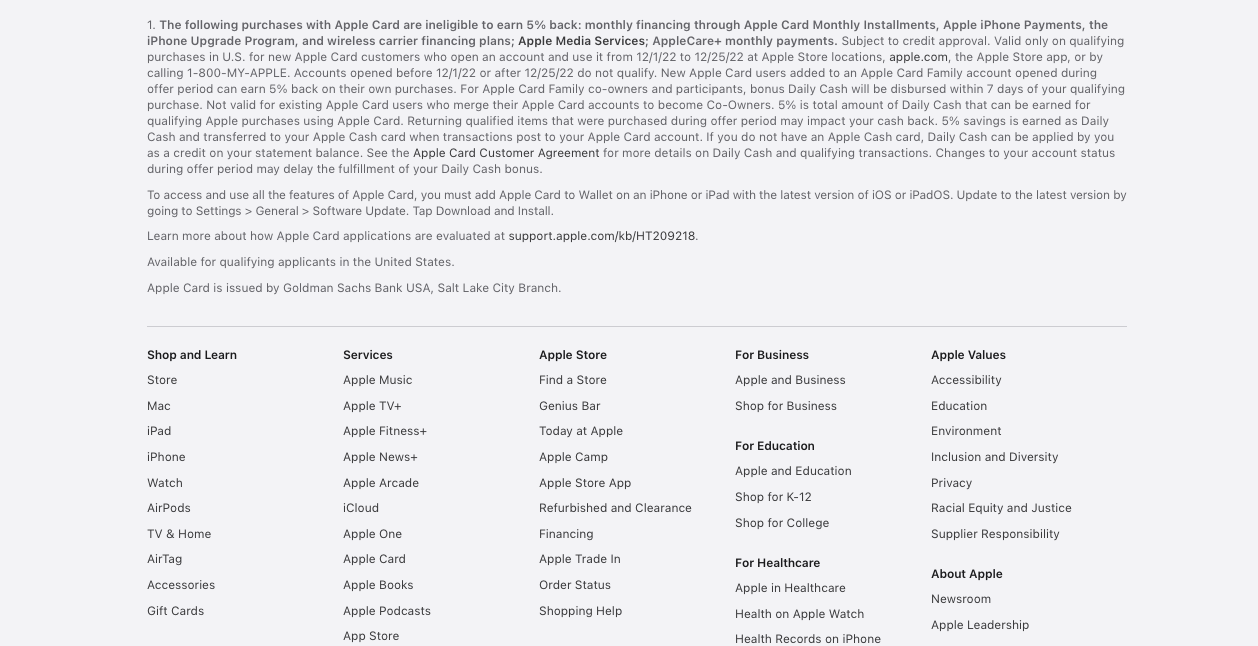 1. The following purchases with Apple Card are ineligible to earn 5% back: monthly financing through Apple Card Monthly Installments, Apple iPhone Payments, the
iPhone Upgrade Program, and wireless carrier financing plans; Apple Media Services; AppleCare+ monthly payments. Subject to credit approval. Valid only on qualifying
purchases in U.S. for new Apple Card customers who open an account and use it from 12/1/22 to 12/25/22 at Apple Store locations, apple.com, the Apple Store app, or by
calling 1-800-MY-APPLE. Accounts opened before 12/1/22 or after 12/25/22 do not qualify. New Apple Card users added to an Apple Card Family account opened during
offer period can earn 5% back on their own purchases. For Apple Card Family co-owners and participants, bonus Daily Cash will be disbursed within 7 days of your qualifying
purchase. Not valid for existing Apple Card users who merge their Apple Card accounts to become Co-Owners. 5% is total amount of Daily Cash that can be earned for
qualifying Apple purchases using Apple Card. Returning qualified items that were purchased during offer period may impact your cash back. 5% savings is earned as Daily
Cash and transferred to your Apple Cash card when transactions post to your Apple Card account. If you do not have an Apple Cash card, Daily Cash can be applied by you
as a credit on your statement balance. See the Apple Card Customer Agreement for more details on Daily Cash and qualifying transactions. Changes to your account status
during offer period may delay the fulfillment of your Daily Cash bonus.
To access and use all the features of Apple Card, you must add Apple Card to Wallet on an iPhone or iPad with the latest version of iOS or iPadOS. Update to the latest version by
going to Settings > General > Software Update. Tap Download and Install.
Learn more about how Apple Card applications are evaluated at support.apple.com/kb/HT209218.
Available for qualifying applicants in the United States.
Apple Card is issued by Goldman Sachs Bank USA, Salt Lake City Branch.
Shop and Learn
Store
Mac
iPad
iPhone
Watch
AirPods
TV & Home
AirTag
Accessories
Gift Cards
Services
Apple Music
Apple TV+
Apple Fitness+
Apple News+
Apple Arcade
iCloud
Apple One
Apple Card
Apple Books
Apple Podcasts
App Store
Apple Store
Find a Store
Genius Bar
Today at Apple
Apple Camp
Apple Store App
Refurbished and Clearance
Financing
Apple Trade In
Order Status
Shopping Help
For Business
Apple and Business
Shop for Business
For Education
Apple and Education
Shop for K-12
Shop for College
For Healthcare
Apple in Healthcare
Health on Apple Watch
Health Records on iPhone
Apple Values
Accessibility
Education
Environment
Inclusion and Diversity
Privacy
Racial Equity and Justice
Supplier Responsibility
About Apple
Newsroom
Apple Leadership